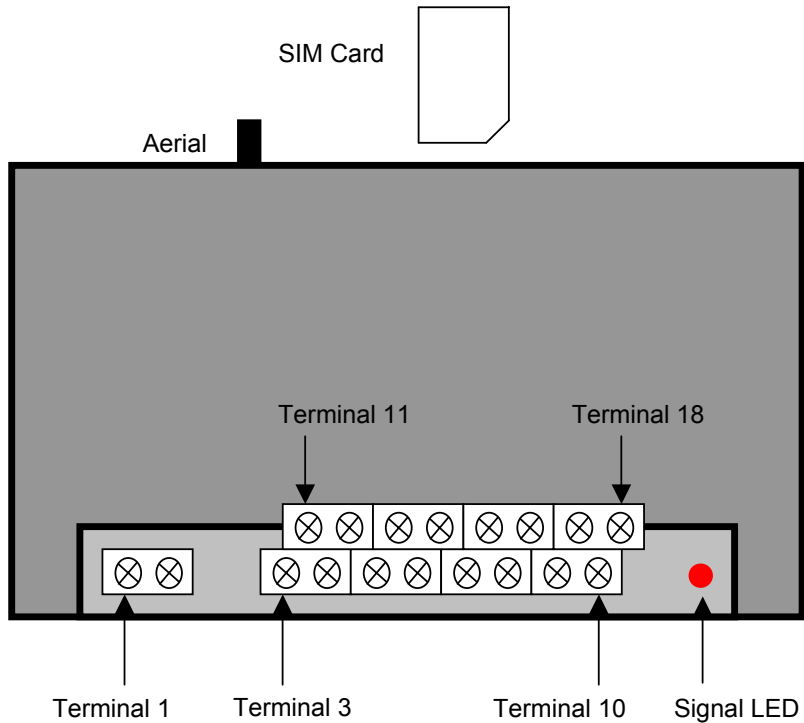 SIM Card
Aerial
Terminal 11
Terminal 18
Terminal 1
Terminal 3
Terminal 10
Signal LED